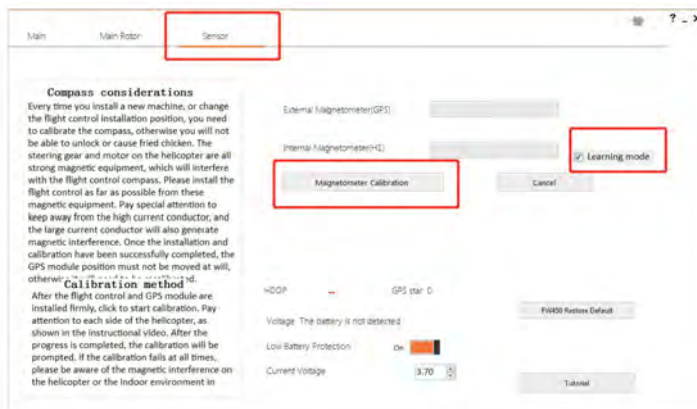 ? _ x
Main Main Rotor Sensor
Compass considerations
Every time you install a new machine, or change
the flight control installation position, you need
to calibrate the compass, otherwise you will not
be able to unlock or cause fried chicken. The
steering gear and motor on the helicopter are all
strong magnetic equipment, which will interfere
with the flight control compass. Please install the
flight control as far as possible from these
magnetic equipment. Pay special attention to
keep away from the high current conductor, and
the large current conductor will also generate
magnetic interference. Once the installation and
calibration have been successfully completed, the
GPS module position must not be moved at will,
Calibration method
After the flight control and GPS module are
installed firmly, click to start calibration. Pay
attention to each side of the helicopter, as
shown in the instructional video. After the
progress is completed, the calibration will be
prompted. If the calibration fails at all times,
please be aware of the magnetic interference on
the helicopter or the indoor environment in
External Magnetometer(GPS)
Internal Magnetometer(H1)
Learning mode
Magnetometer Calibration Cancel
HDOP -- GPS star 0
Voltage The battery is not detected
FW450 Restore Default
Low Battery Protection On
Current Voltage 3.70
Tutorial